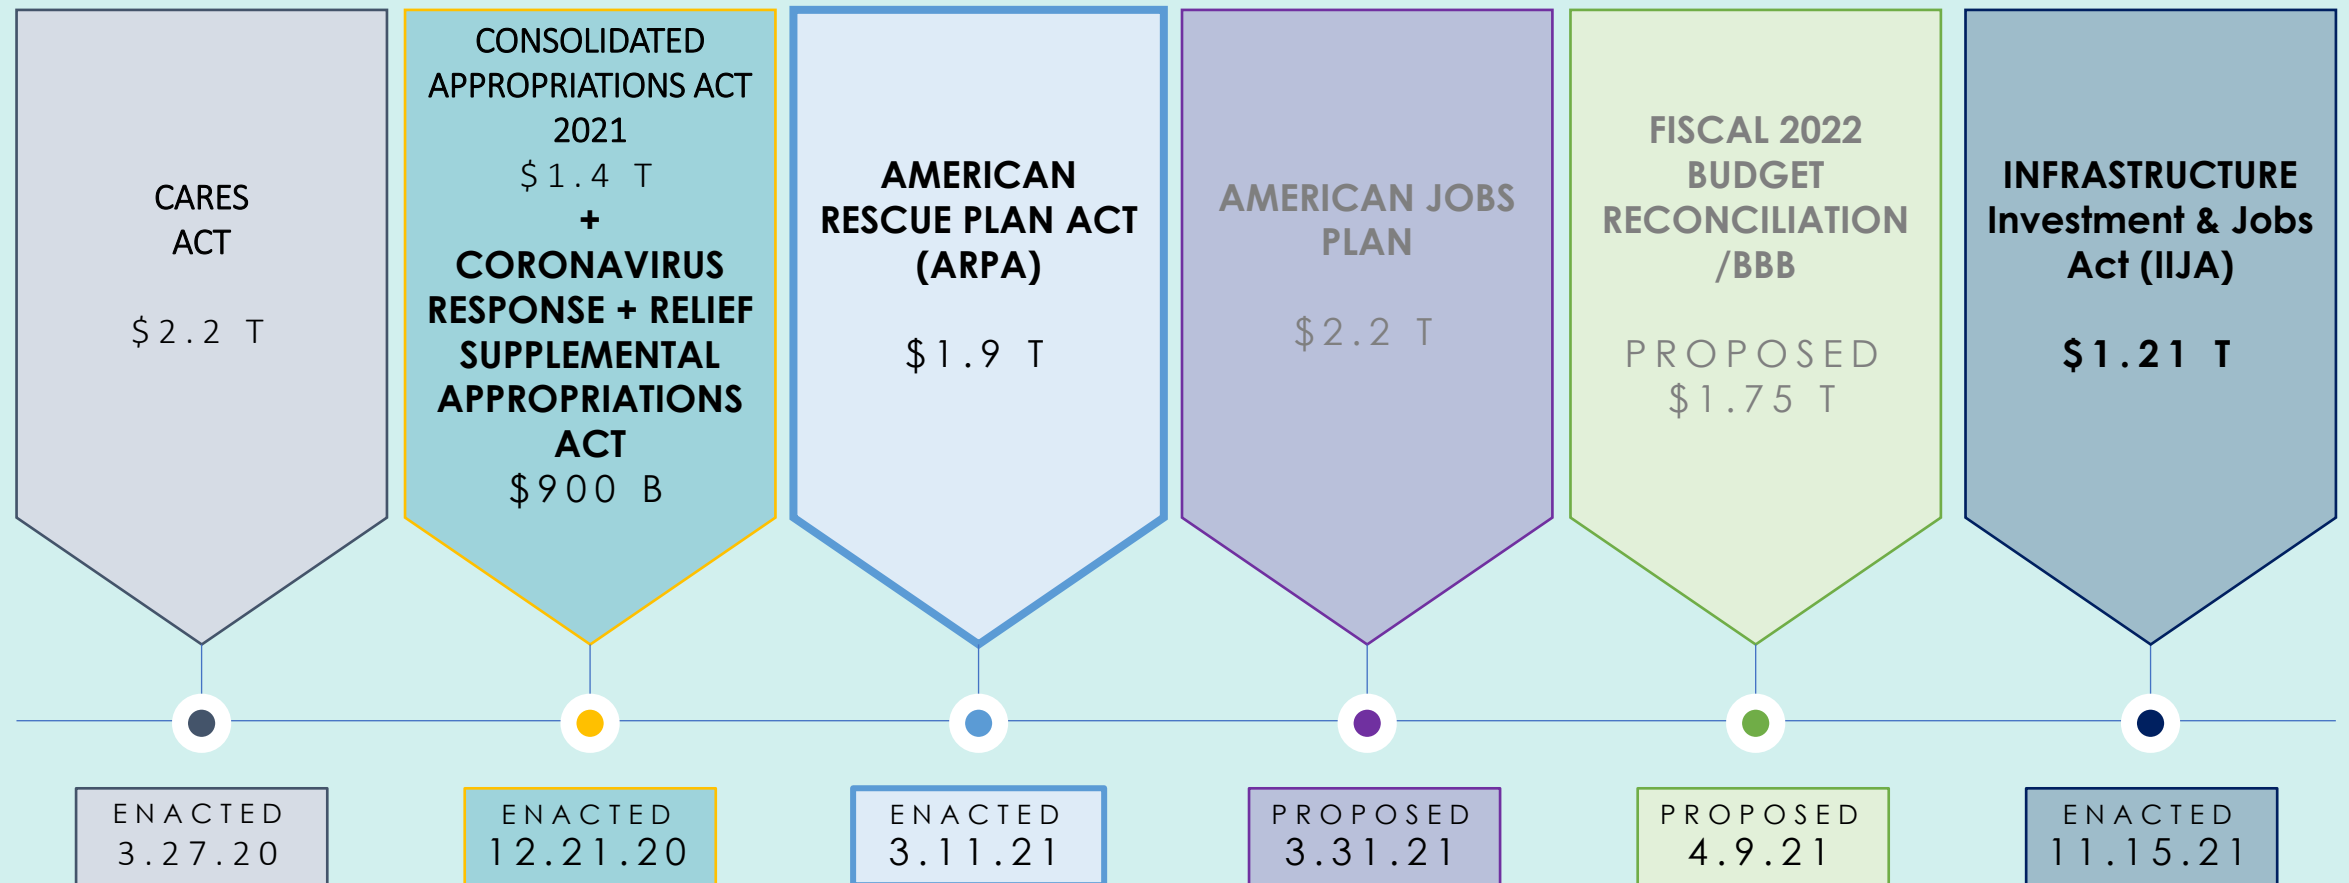 CARES
ACT
$2.2 T
CONSOLIDATED
APPROPRIATIONS ACT
2021
$1.4 T
+
CORONAVIRUS
RESPONSE + RELIEF
SUPPLEMENTAL
APPROPRIATIONS
ACT
$900 B
AMERICAN
RESCUE PLAN ACT
(ARPA)
$1.9 T
AMERICAN JOBS
PLAN
$2.2 T
FISCAL 2022
BUDGET
RECONCILIATION
/BBB
PROPOSED
$1.75 T
INFRASTRUCTURE
Investment & Jobs
Act (IIJA)
$1.21 T
ENACTED
3.27.20
ENACTED
12.21.20
ENACTED
3.11.21
PROPOSED
3.31.21
PROPOSED
4.9.21
ENACTED
11.15.21